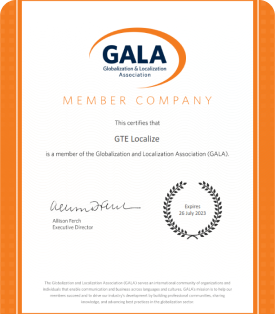 GALA
Globalization & Localization
Association
MEMBER COMPANY
This certifies that
GTE Localize
is a member of the Globalization and Localization Association (GALA).
Allison Ferch
Executive Director
Expires
26 July 2023
The Globalization and Localization Association (GALA) serves an international community of organizations and
individuals that enable communication and business across languages and cultures. GALA's mission is to help our
members succeed and to drive our industry's development by building professional communities, sharing
knowledge, and advancing best practices in the globalization sector.